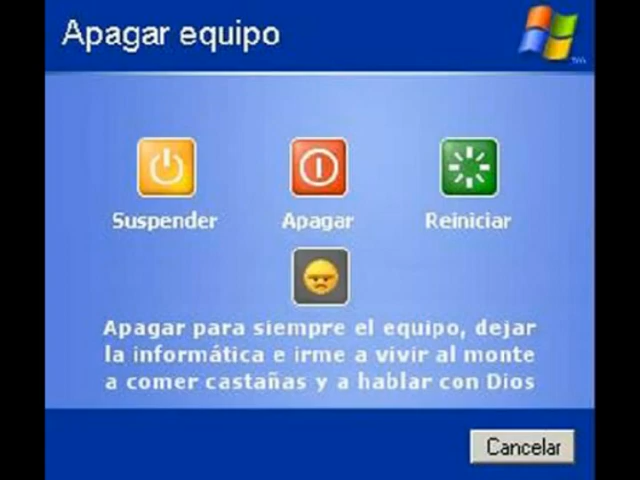 Apagar equipo
Suspender
Apagar
Reiniciar
Apagar para siempre el equipo, dejar
la informática e irme a vivir al monte
a comer castañas y a hablar con Dios
Cancelar